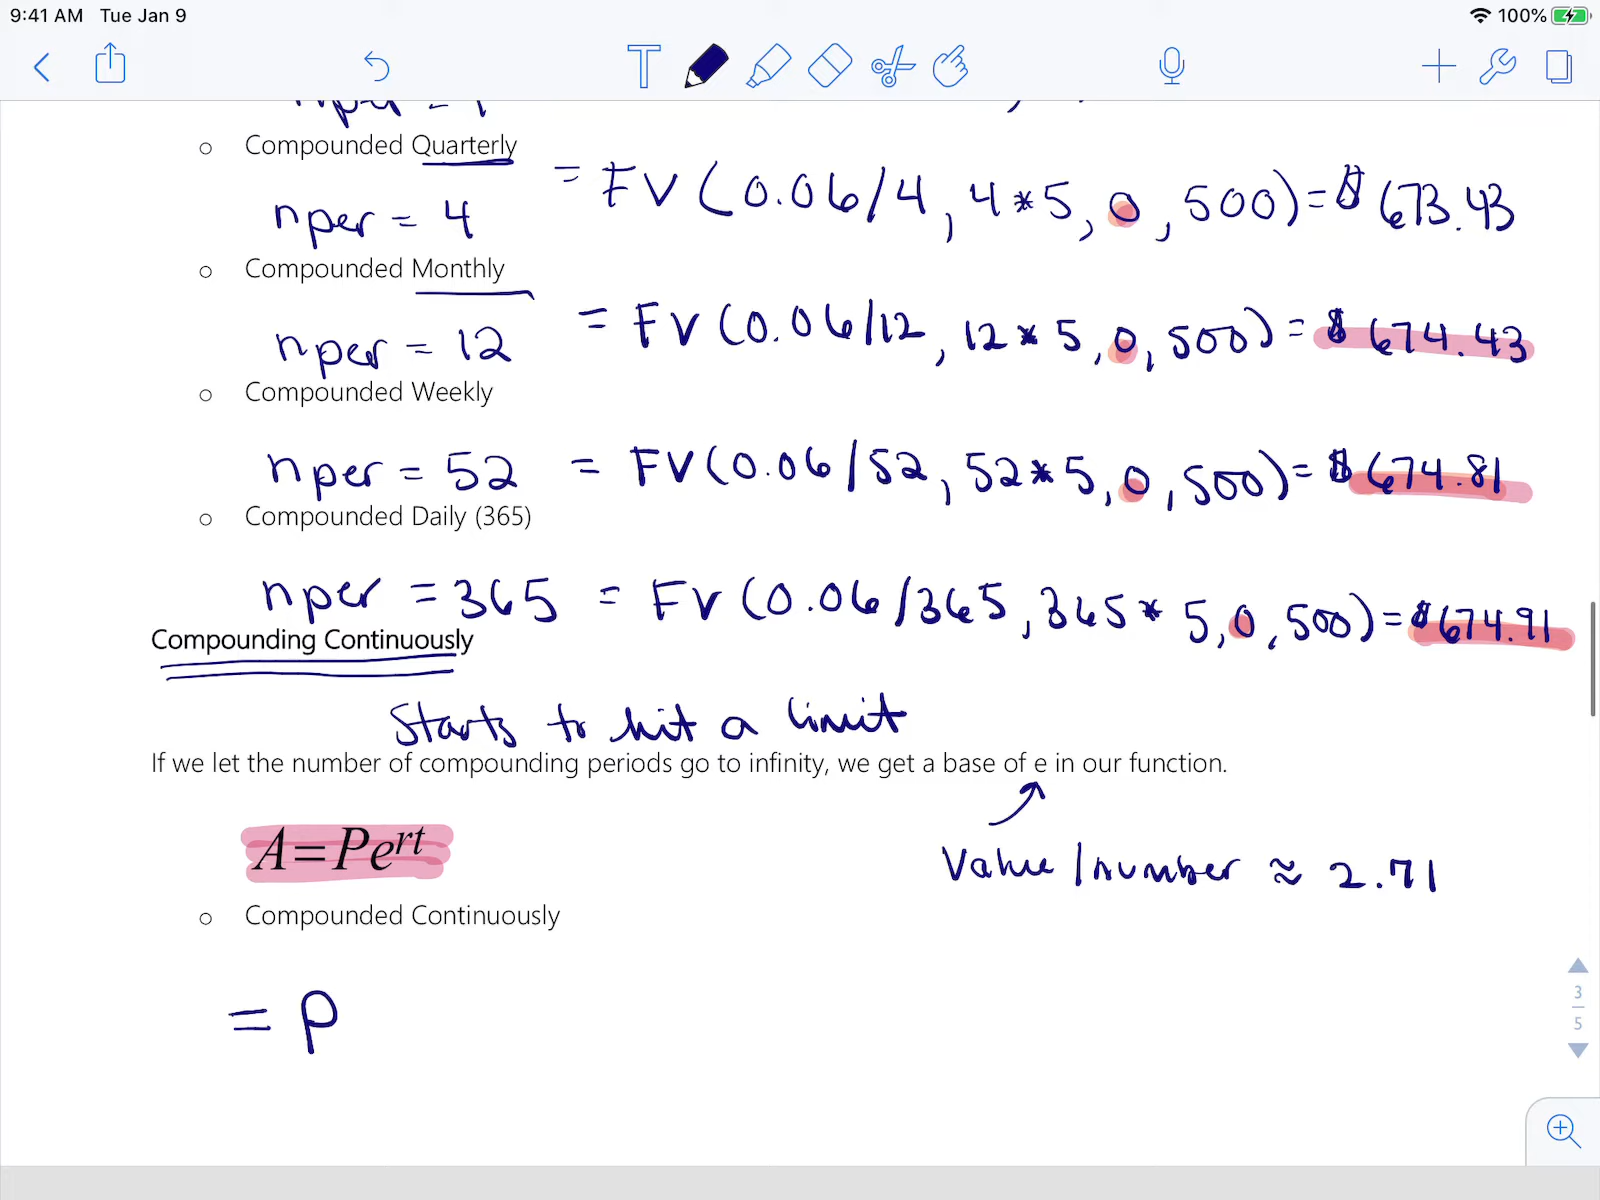 9:41 AM Tue Jan 9 100%
T
nper = 4
Compounded Quarterly
= FV (0.06/4, 4*5, 0, 500) = $673.43
nper = 4
Compounded Monthly
= FV (0.06/12, 12*5, 0, 500) = $674.43
nper = 12
Compounded Weekly
nper = 52 = FV (0.06/52, 52*5, 0, 500) = $674.81
Compounded Daily (365)
nper = 365 = FV (0.06/365, 365* 5, 0, 500) = $674.91
Compounding Continuously
Starts to hit a limit
If we let the number of compounding periods go to infinity, we get a base of e in our function.
A=Pe^rt
Value/number ≈ 2.71
Compounded Continuously
= P
3
5